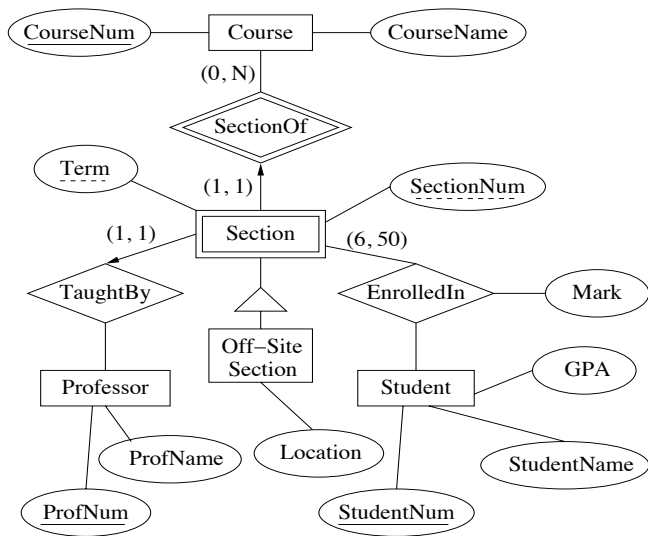 CourseNum
Course
CourseName
(0, N)
SectionOf
Term
(1, 1)
SectionNum
(1, 1)
Section
(6, 50)
TaughtBy
EnrolledIn
Mark
Off−Site
Section
Professor
Student
GPA
ProfName
Location
StudentName
ProfNum
StudentNum